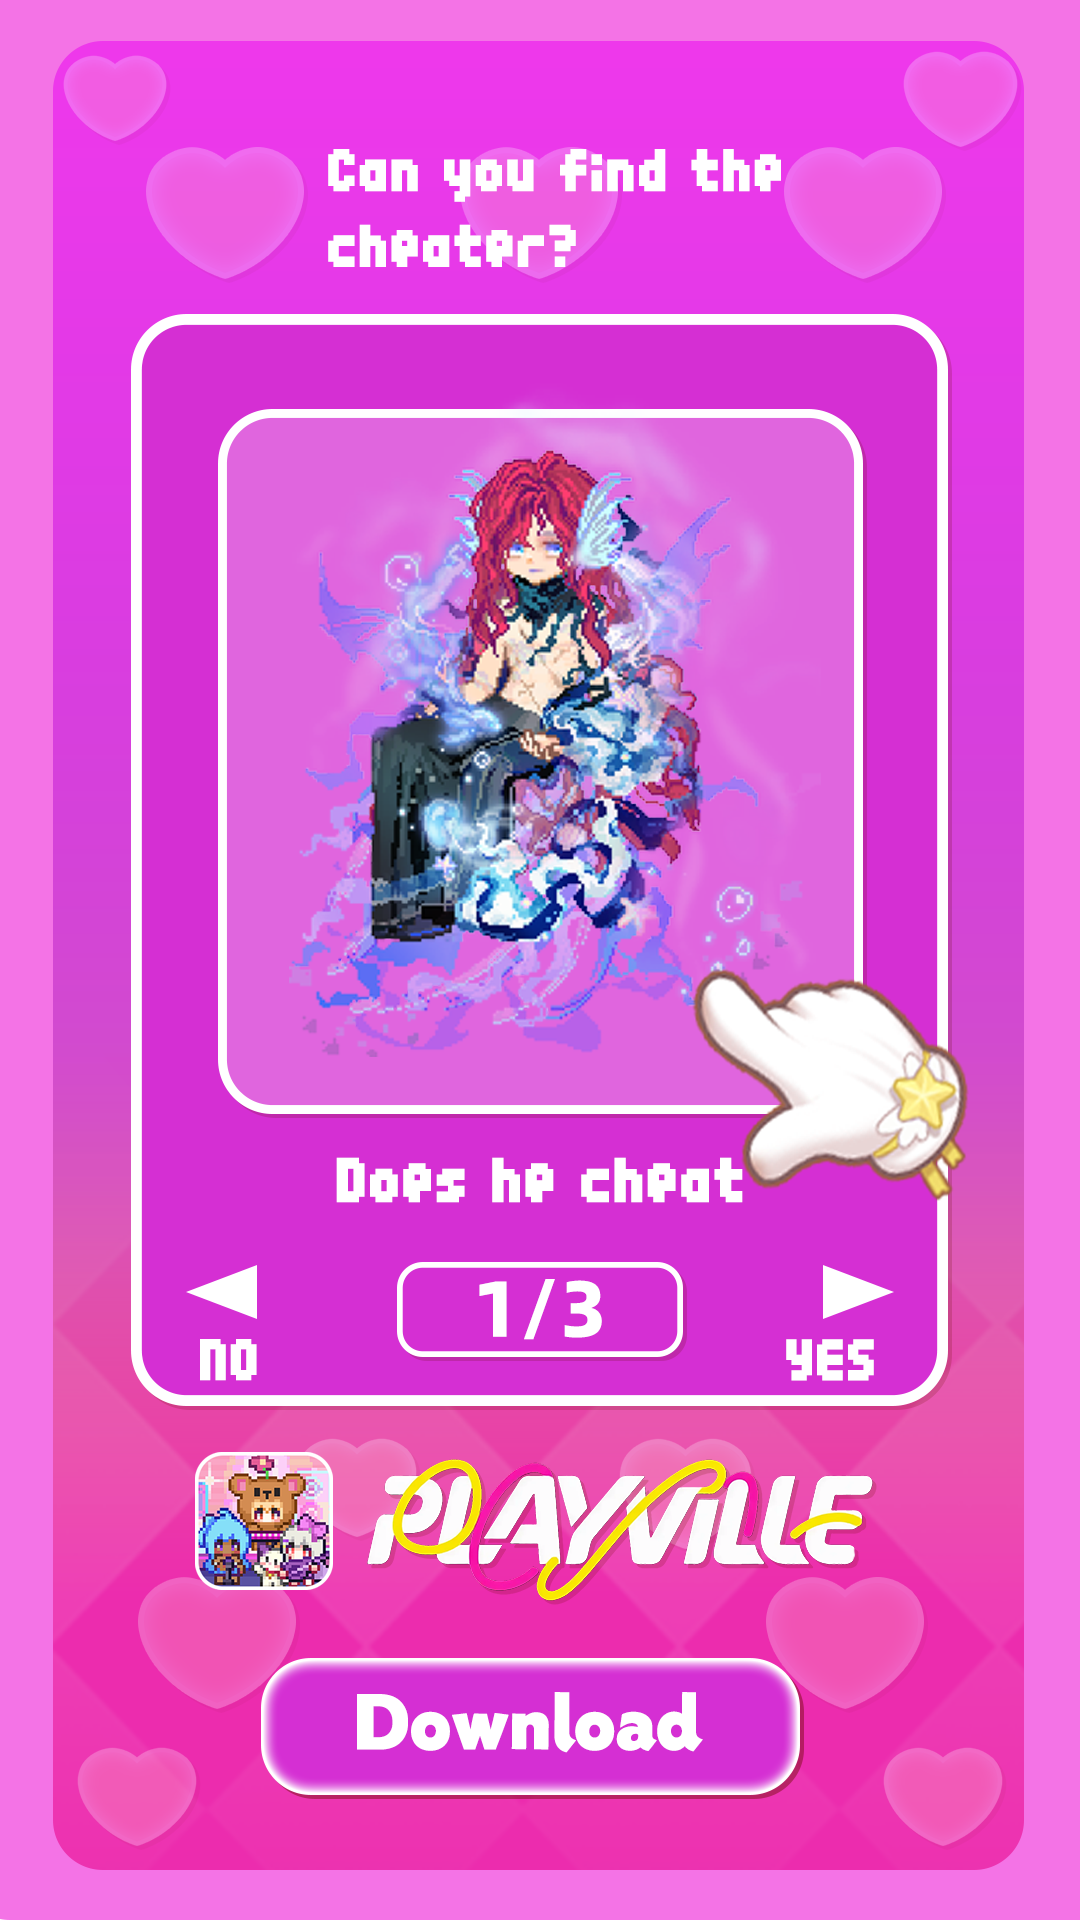 Can you find the
cheater?
Does he cheat
1/3
NO
YES
PLAYVILLE
Download